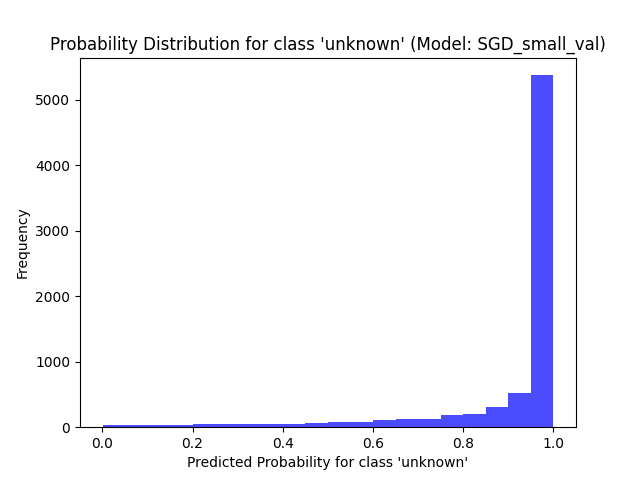 Probability Distribution for class 'unknown' (Model: SGD_small_val)
5000
4000
3000
2000
1000
0
Frequency
0.0 0.2 0.4 0.6 0.8 1.0
Predicted Probability for class 'unknown'